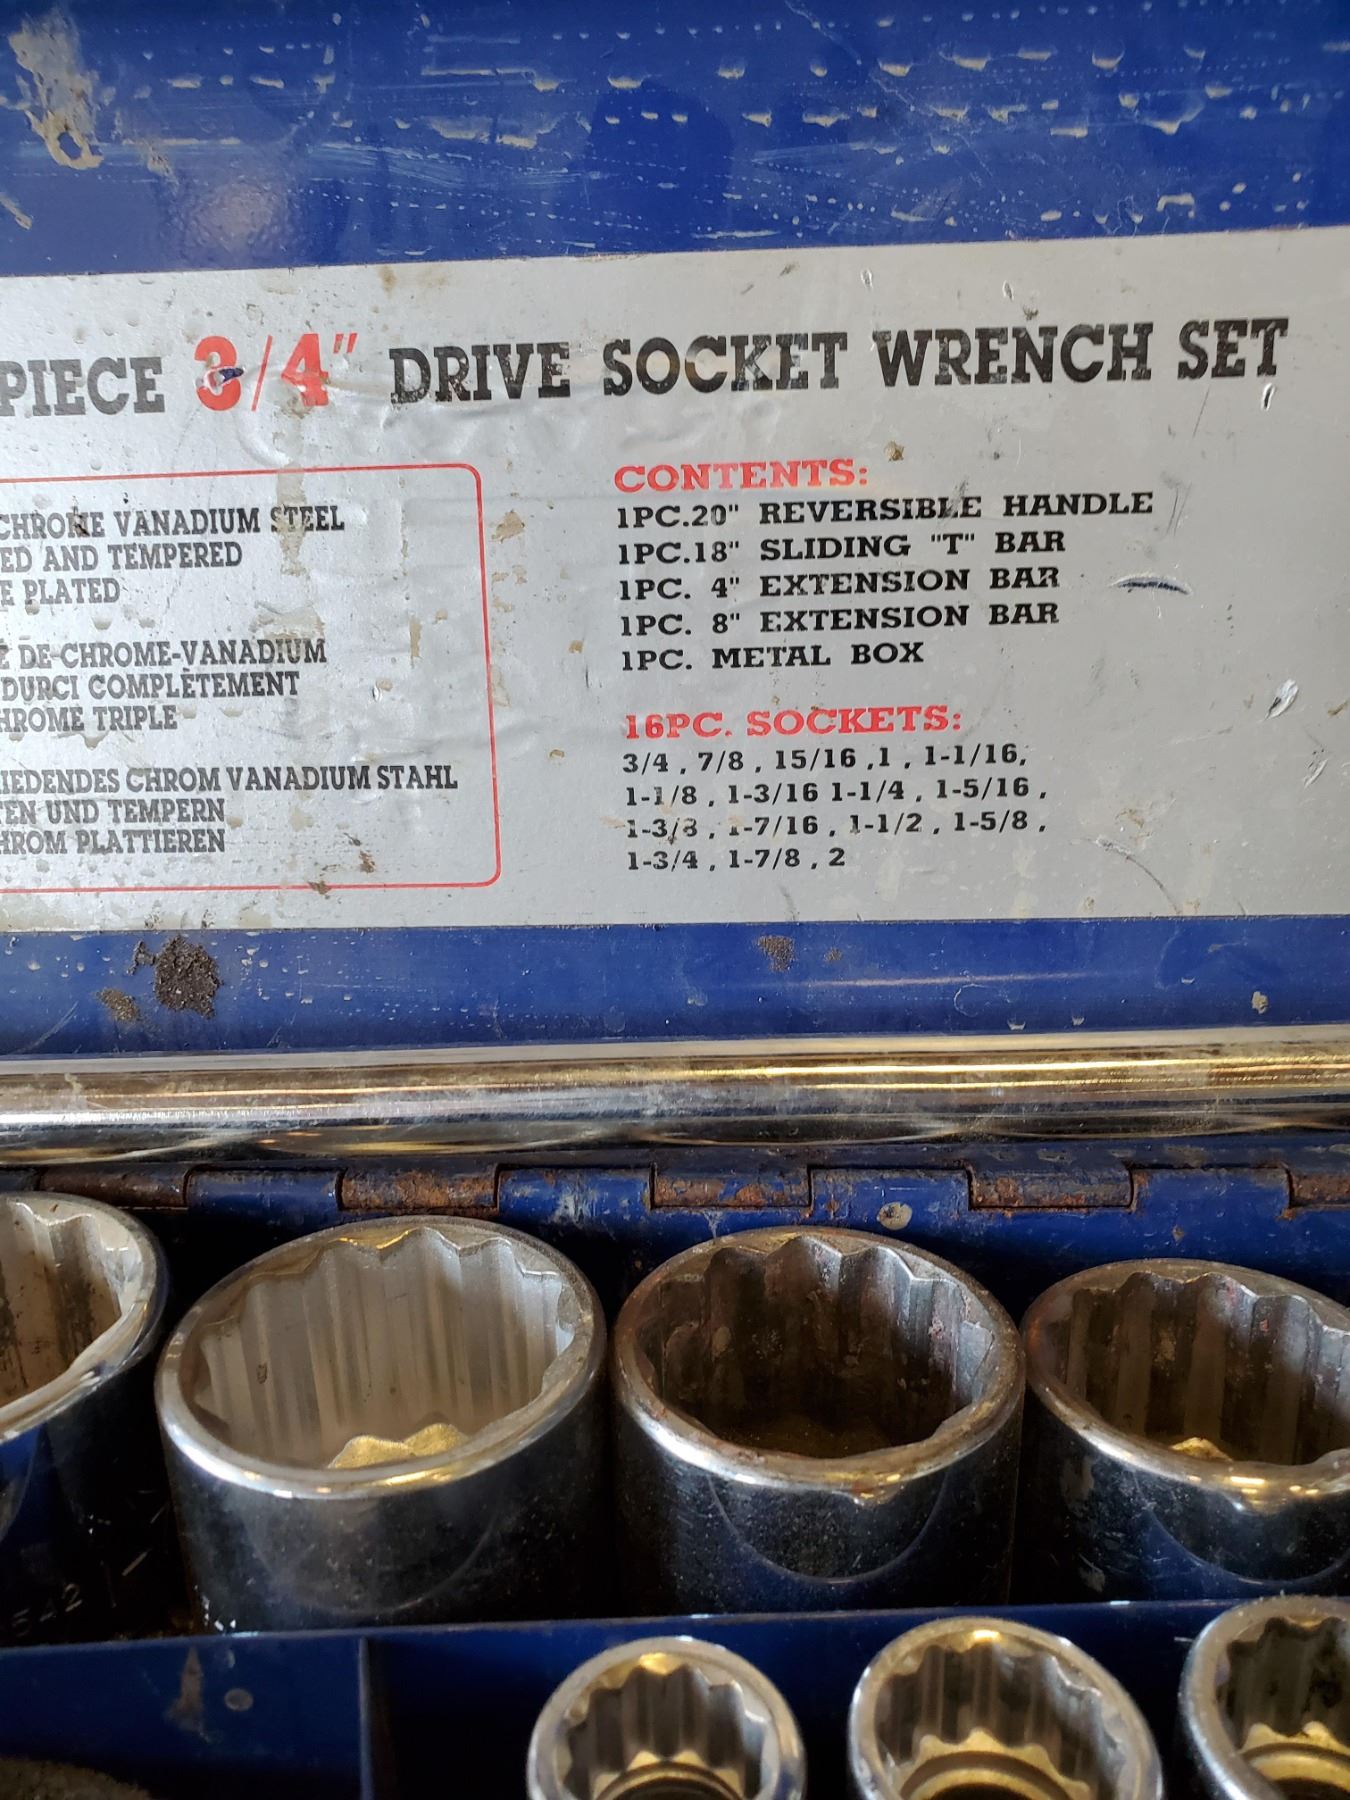 PIECE 3/4" DRIVE SOCKET WRENCH SET
CHROME VANADIUM STEEL
ED AND TEMPERED
E PLATED
É DE-CHROME-VANADIUM
DURCI COMPLÈTEMENT
HROME TRIPLE
IEDENDES CHROM VANADIUM STAHL
TEN UND TEMPERN
HROM PLATTIEREN
CONTENTS:
1PC.20" REVERSIBLE HANDLE
1PC.18" SLIDING "T" BAR
1PC. 4" EXTENSION BAR
1PC. 8" EXTENSION BAR
1PC. METAL BOX
16PC. SOCKETS:
3/4 , 7/8 , 15/16 ,1 , 1-1/16,
1-1/8 , 1-3/16 1-1/4 , 1-5/16 ,
1-3/8 , 1-7/16 , 1-1/2 , 1-5/8 ,
1-3/4 , 1-7/8 , 2